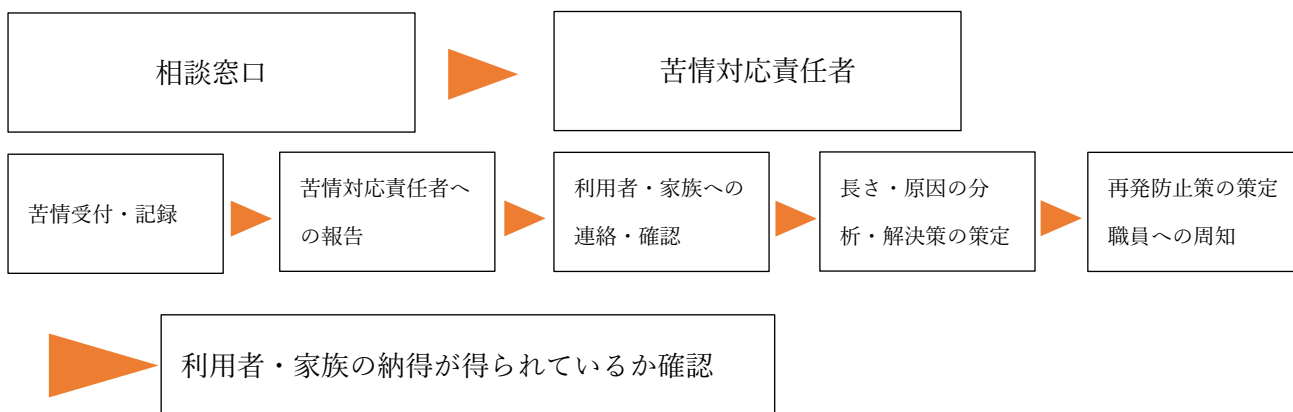 相談窓口
苦情対応責任者
苦情受付・記録
苦情対応責任者へ
の報告
利用者・家族への
連絡・確認
長さ・原因の分
析・解決策の策定
再発防止策の策定
職員への周知
利用者・家族の納得が得られているか確認